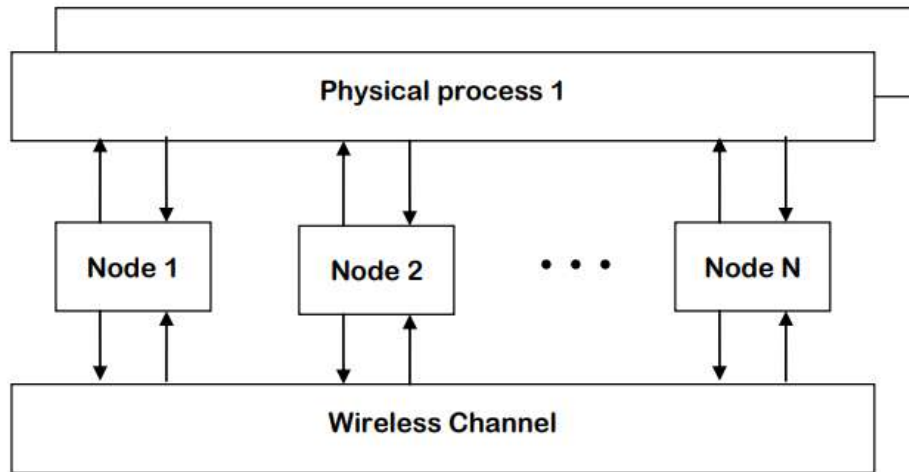 Physical process 1
Node 1
Node 2
• • •
Node N
Wireless Channel